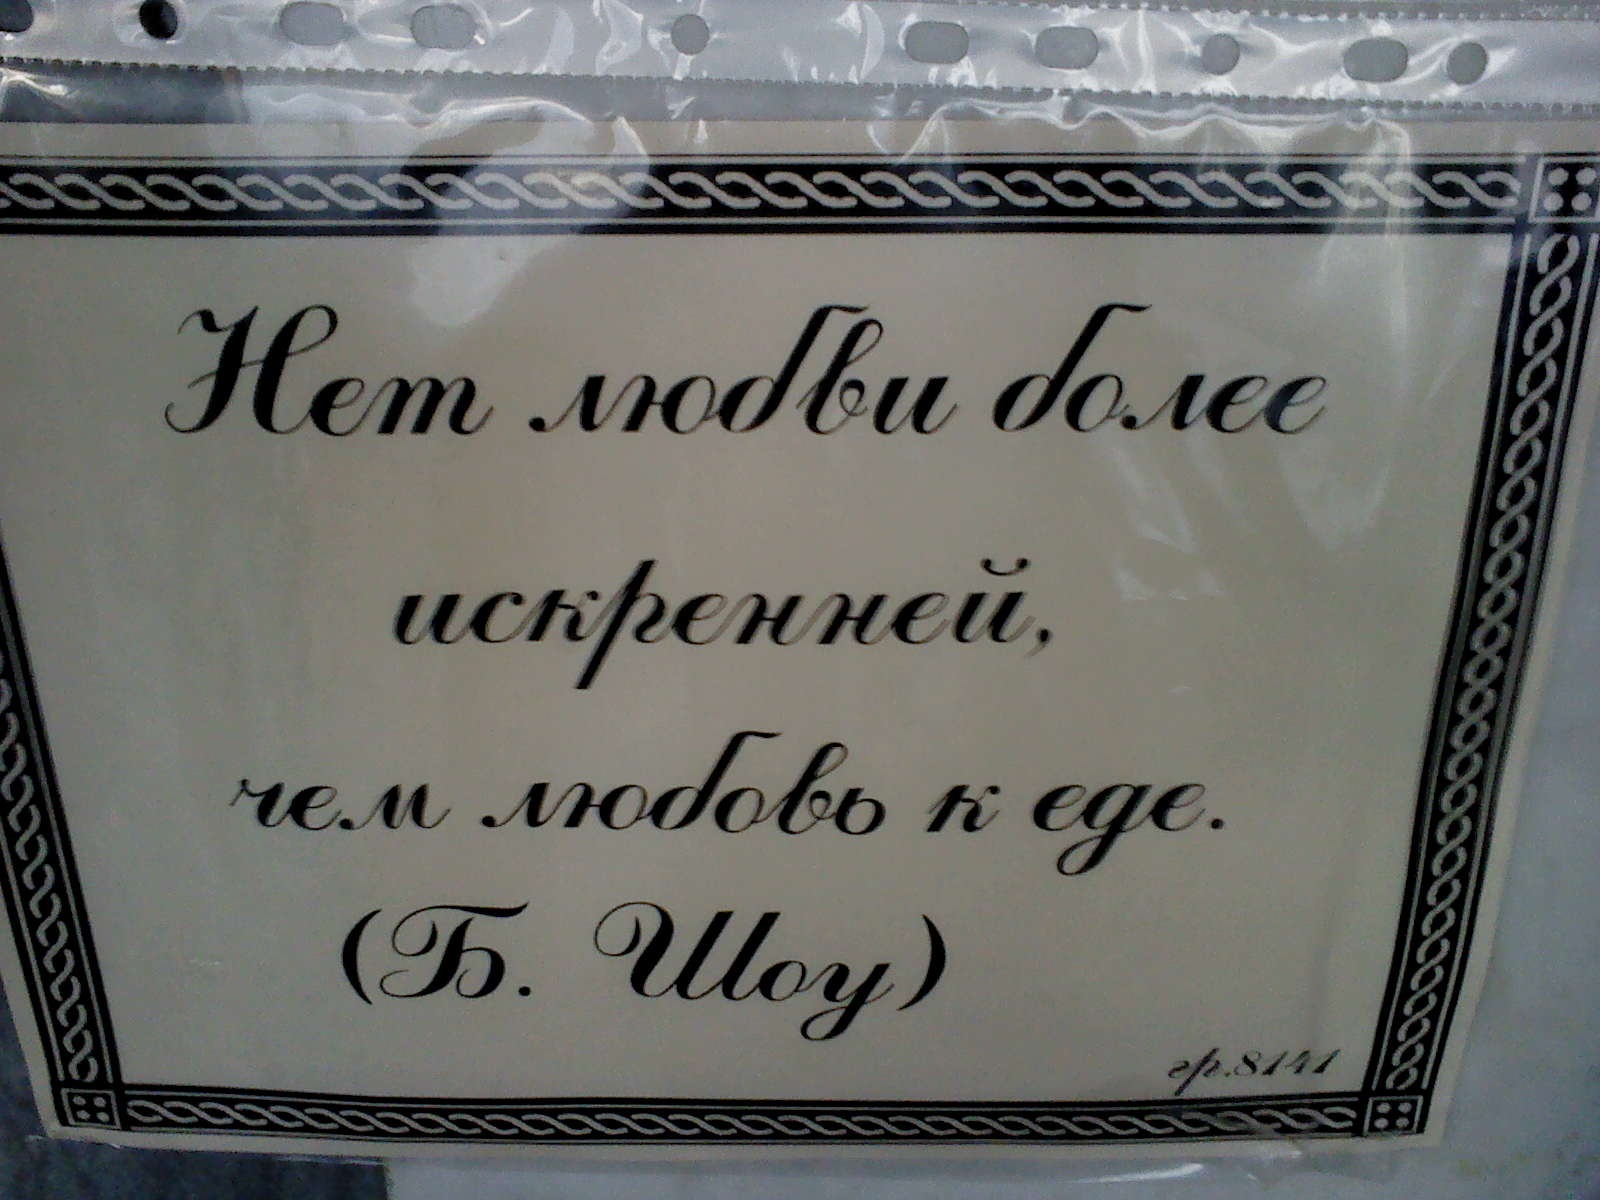 Нет любви более
искренней,
чем любовь к еде.
(Б. Шоу)
гр.8141